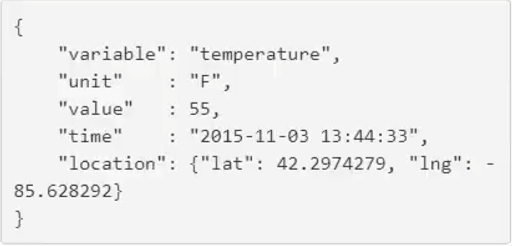 {
    "variable": "temperature",
    "unit"    : "F",
    "value"   : 55,
    "time"    : "2015-11-03 13:44:33",
    "location": {"lat": 42.2974279, "lng": -
85.628292}
}